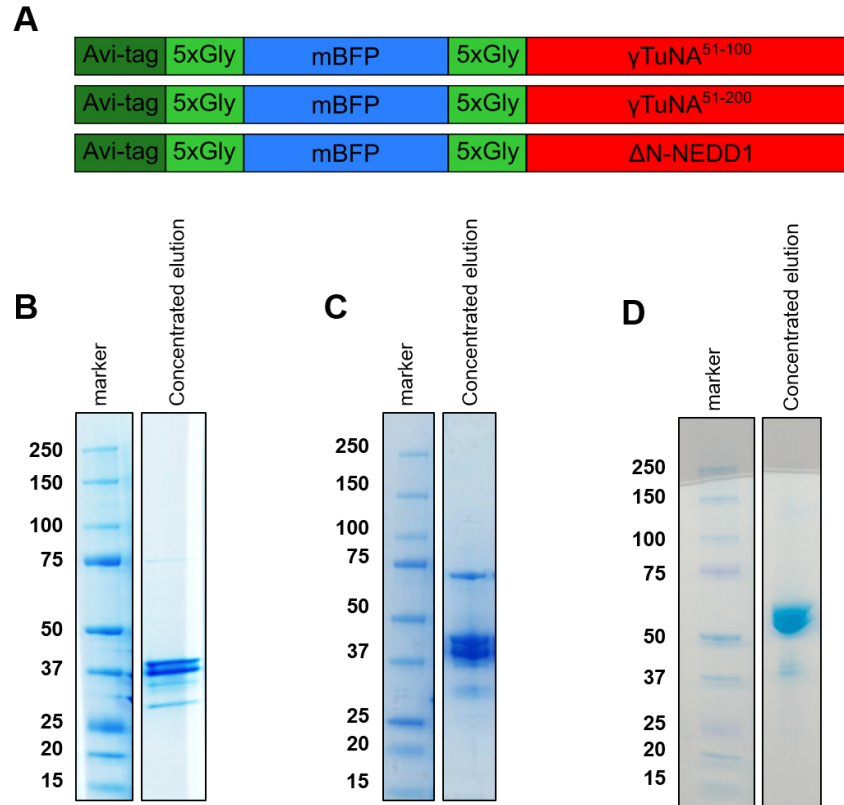 A
Avi-tag 5xGly mBFP 5xGly γTuNA51-100
Avi-tag 5xGly mBFP 5xGly γTuNA51-200
Avi-tag 5xGly mBFP 5xGly ΔN-NEDD1
B
marker
Concentrated elution
250
150
100
75
50
37
25
20
15
C
marker
Concentrated elution
250
150
100
75
50
37
25
20
15
D
marker
Concentrated elution
250
150
100
75
50
37
25
20
15